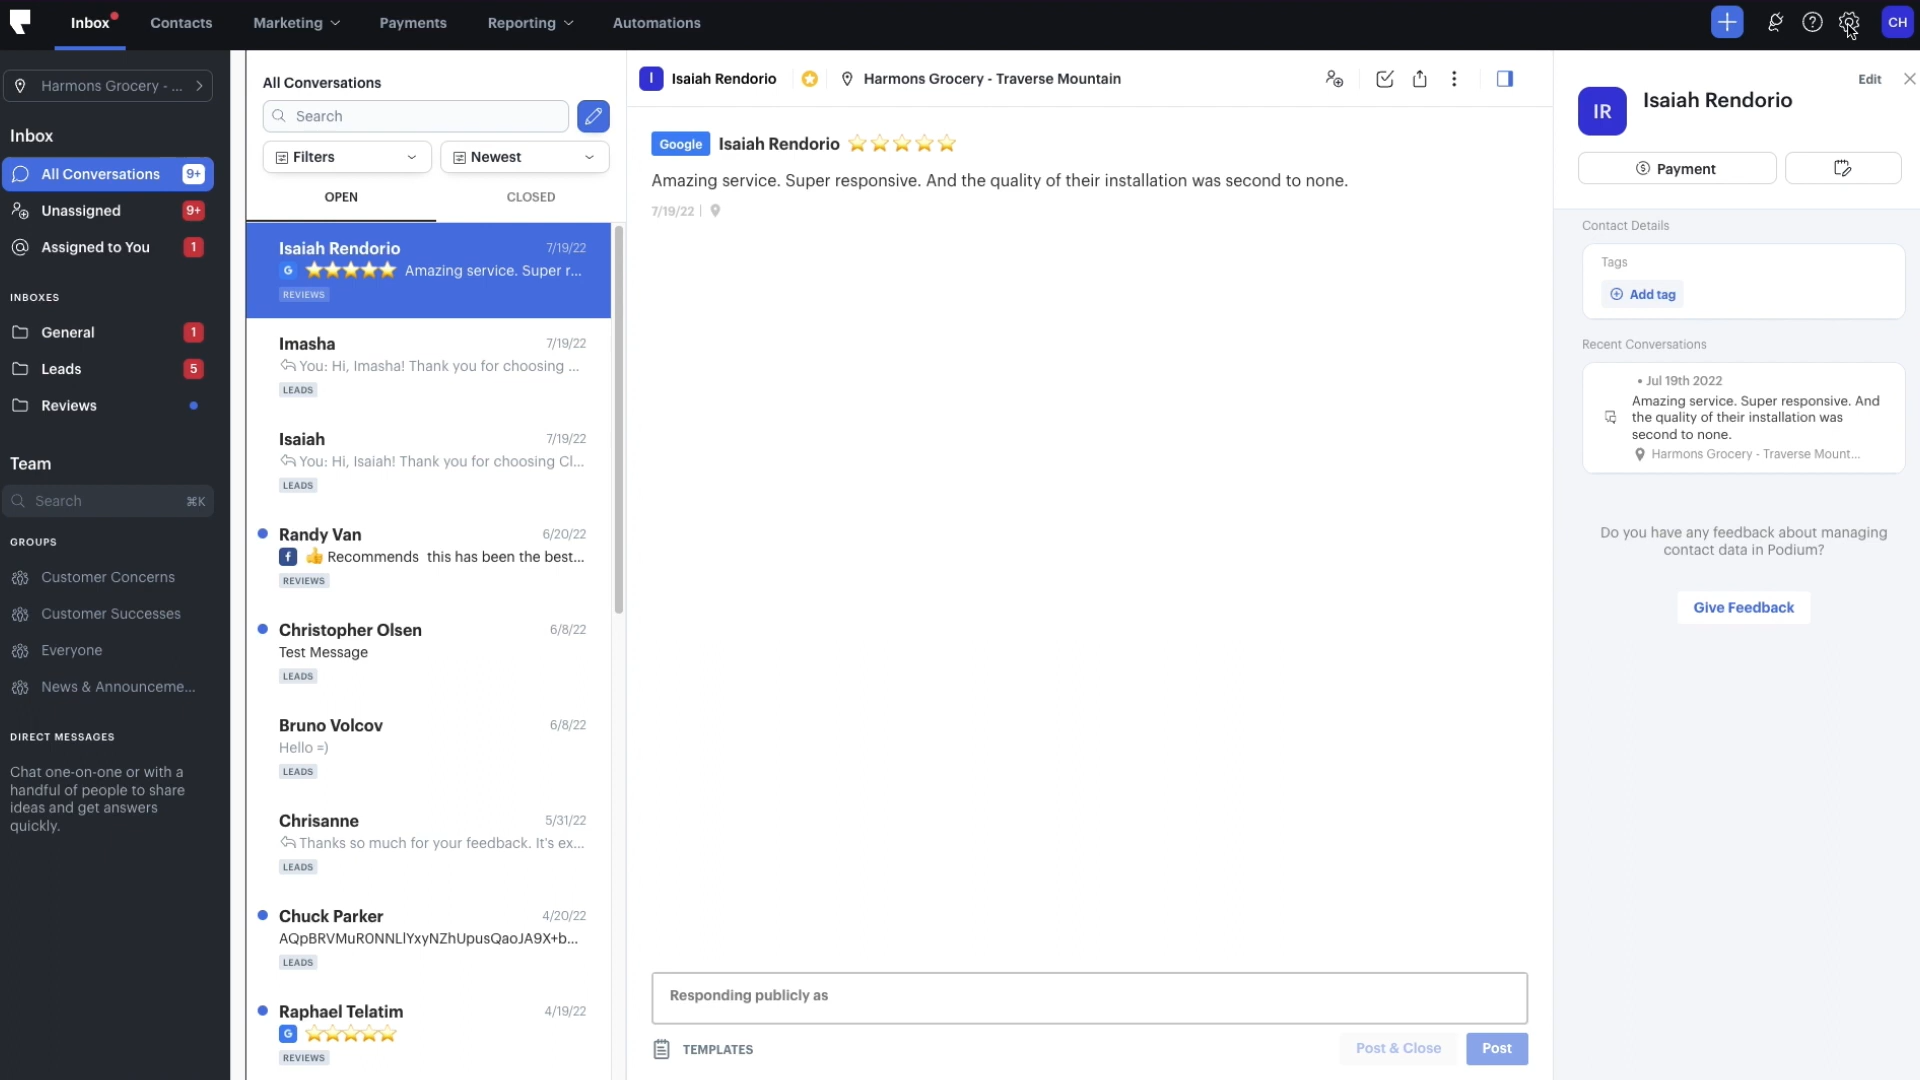 Inbox
Contacts
Marketing
Payments
Reporting
Automations
CH
Harmons Grocery - ...
Inbox
All Conversations 9+
Unassigned 9+
Assigned to You 1
INBOXES
General 1
Leads 5
Reviews
Team
Search ⌘K
GROUPS
Customer Concerns
Customer Successes
Everyone
News & Announceme...
DIRECT MESSAGES
Chat one-on-one or with a
handful of people to share
ideas and get answers
quickly.
All Conversations
Search
Filters
Newest
OPEN
CLOSED
Isaiah Rendorio 7/19/22
G Amazing service. Super r...
REVIEWS
Imasha 7/19/22
You: Hi, Imasha! Thank you for choosing ...
LEADS
Isaiah 7/19/22
You: Hi, Isaiah! Thank you for choosing Cl...
LEADS
Randy Van 6/20/22
f 👍 Recommends this has been the best...
REVIEWS
Christopher Olsen 6/8/22
Test Message
LEADS
Bruno Volcov 6/8/22
Hello =)
LEADS
Chrisanne 5/31/22
Thanks so much for your feedback. It's ex...
LEADS
Chuck Parker 4/20/22
AQpBRVMuR0NNLlYxyNZhUpusQaoJA9X+b...
LEADS
Raphael Telatim 4/19/22
G
REVIEWS
I Isaiah Rendorio
Harmons Grocery - Traverse Mountain
Google Isaiah Rendorio
Amazing service. Super responsive. And the quality of their installation was second to none.
7/19/22 |
Responding publicly as
TEMPLATES
Post & Close
Post
Edit
IR
Isaiah Rendorio
Payment
Contact Details
Tags
Add tag
Recent Conversations
• Jul 19th 2022
Amazing service. Super responsive. And
the quality of their installation was
second to none.
Harmons Grocery - Traverse Mount...
Do you have any feedback about managing
contact data in Podium?
Give Feedback